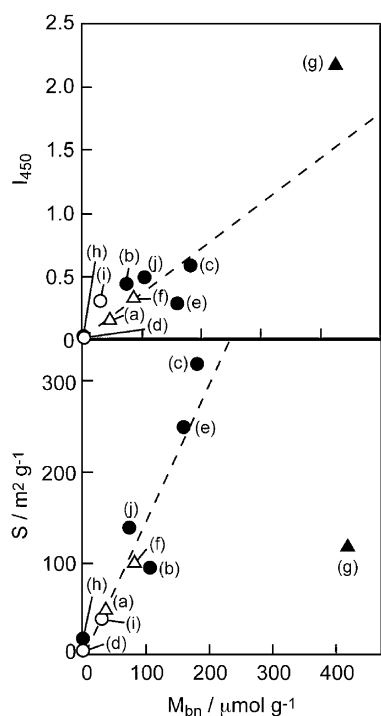 2.5
(g)
2.0
1.5
I450
1.0
(h)
(b)
(j)
(i)
(c)
0.5
(f)
(e)
(a)
(d)
0
(c)
300
(e)
S / m2 g-1
200
(j)
(h)
(f)
100
(b)
(g)
(a)
(i)
(d)
0
0 100 200 300 400
Mbn / μmol g-1